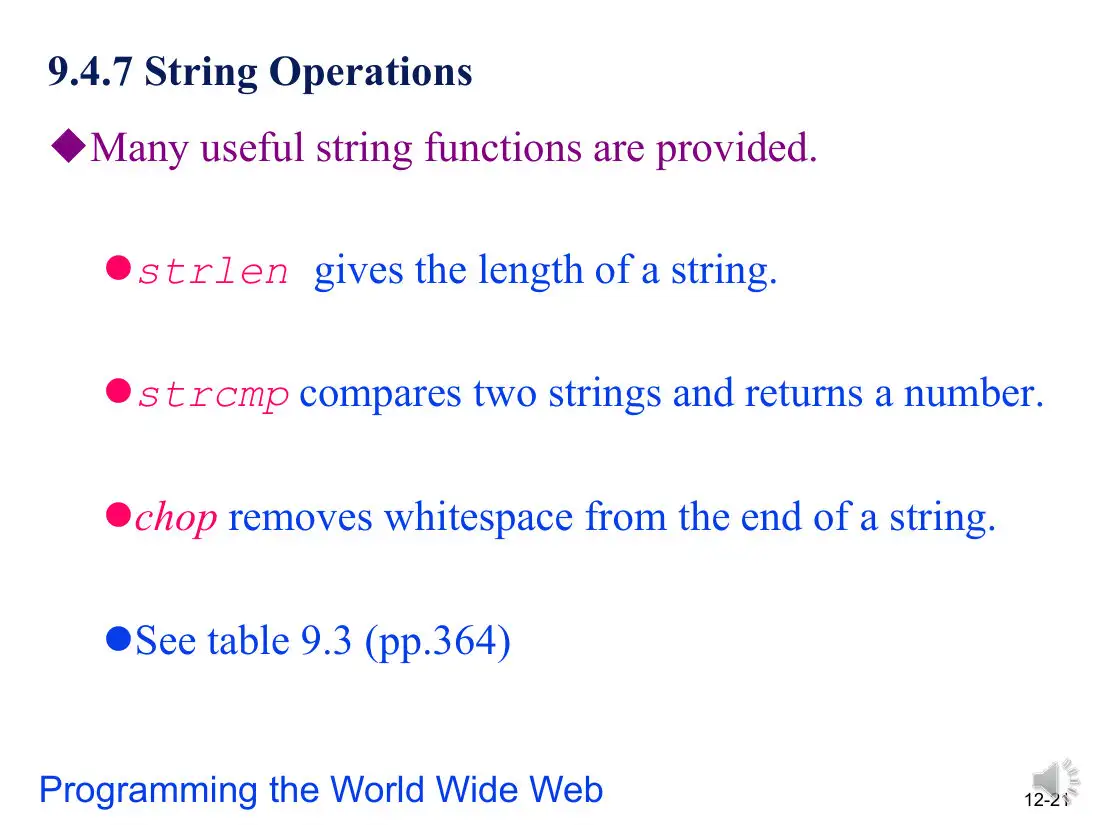 9.4.7 String Operations
Many useful string functions are provided.
strlen gives the length of a string.
strcmp compares two strings and returns a number.
chop removes whitespace from the end of a string.
See table 9.3 (pp.364)
Programming the World Wide Web
12-21